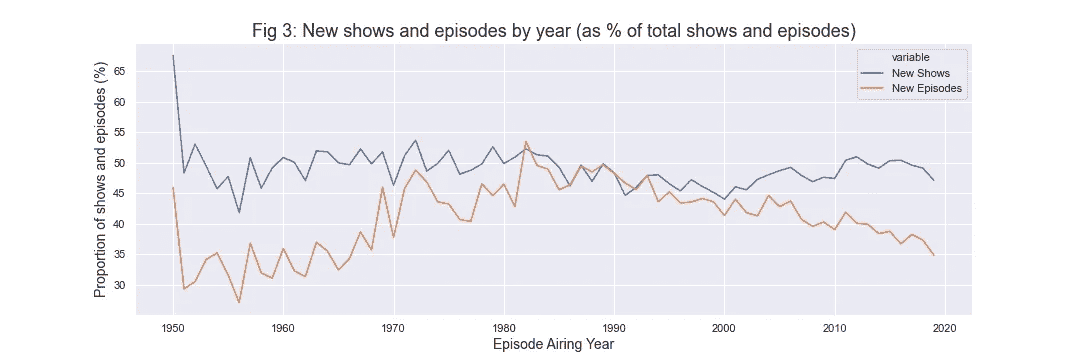 Fig 3: New shows and episodes by year (as % of total shows and episodes)
variable
New Shows
New Episodes
Proportion of shows and episodes (%)
65
60
55
50
45
40
35
30
1950
1960
1970
1980
1990
2000
2010
2020
Episode Airing Year